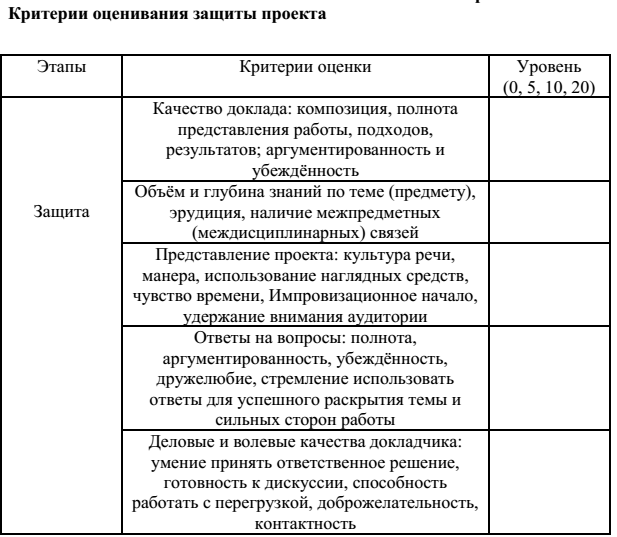 Критерии оценивания защиты проекта
Этапы
Критерии оценки
Уровень
(0, 5, 10, 20)
Защита
Качество доклада: композиция, полнота
представления работы, подходов,
результатов; аргументированность и
убеждённость
Объём и глубина знаний по теме (предмету),
эрудиция, наличие межпредметных
(междисциплинарных) связей
Представление проекта: культура речи,
манера, использование наглядных средств,
чувство времени, Импровизационное начало,
удержание внимания аудитории
Ответы на вопросы: полнота,
аргументированность, убеждённость,
дружелюбие, стремление использовать
ответы для успешного раскрытия темы и
сильных сторон работы
Деловые и волевые качества докладчика:
умение принять ответственное решение,
готовность к дискуссии, способность
работать с перегрузкой, доброжелательность,
контактность